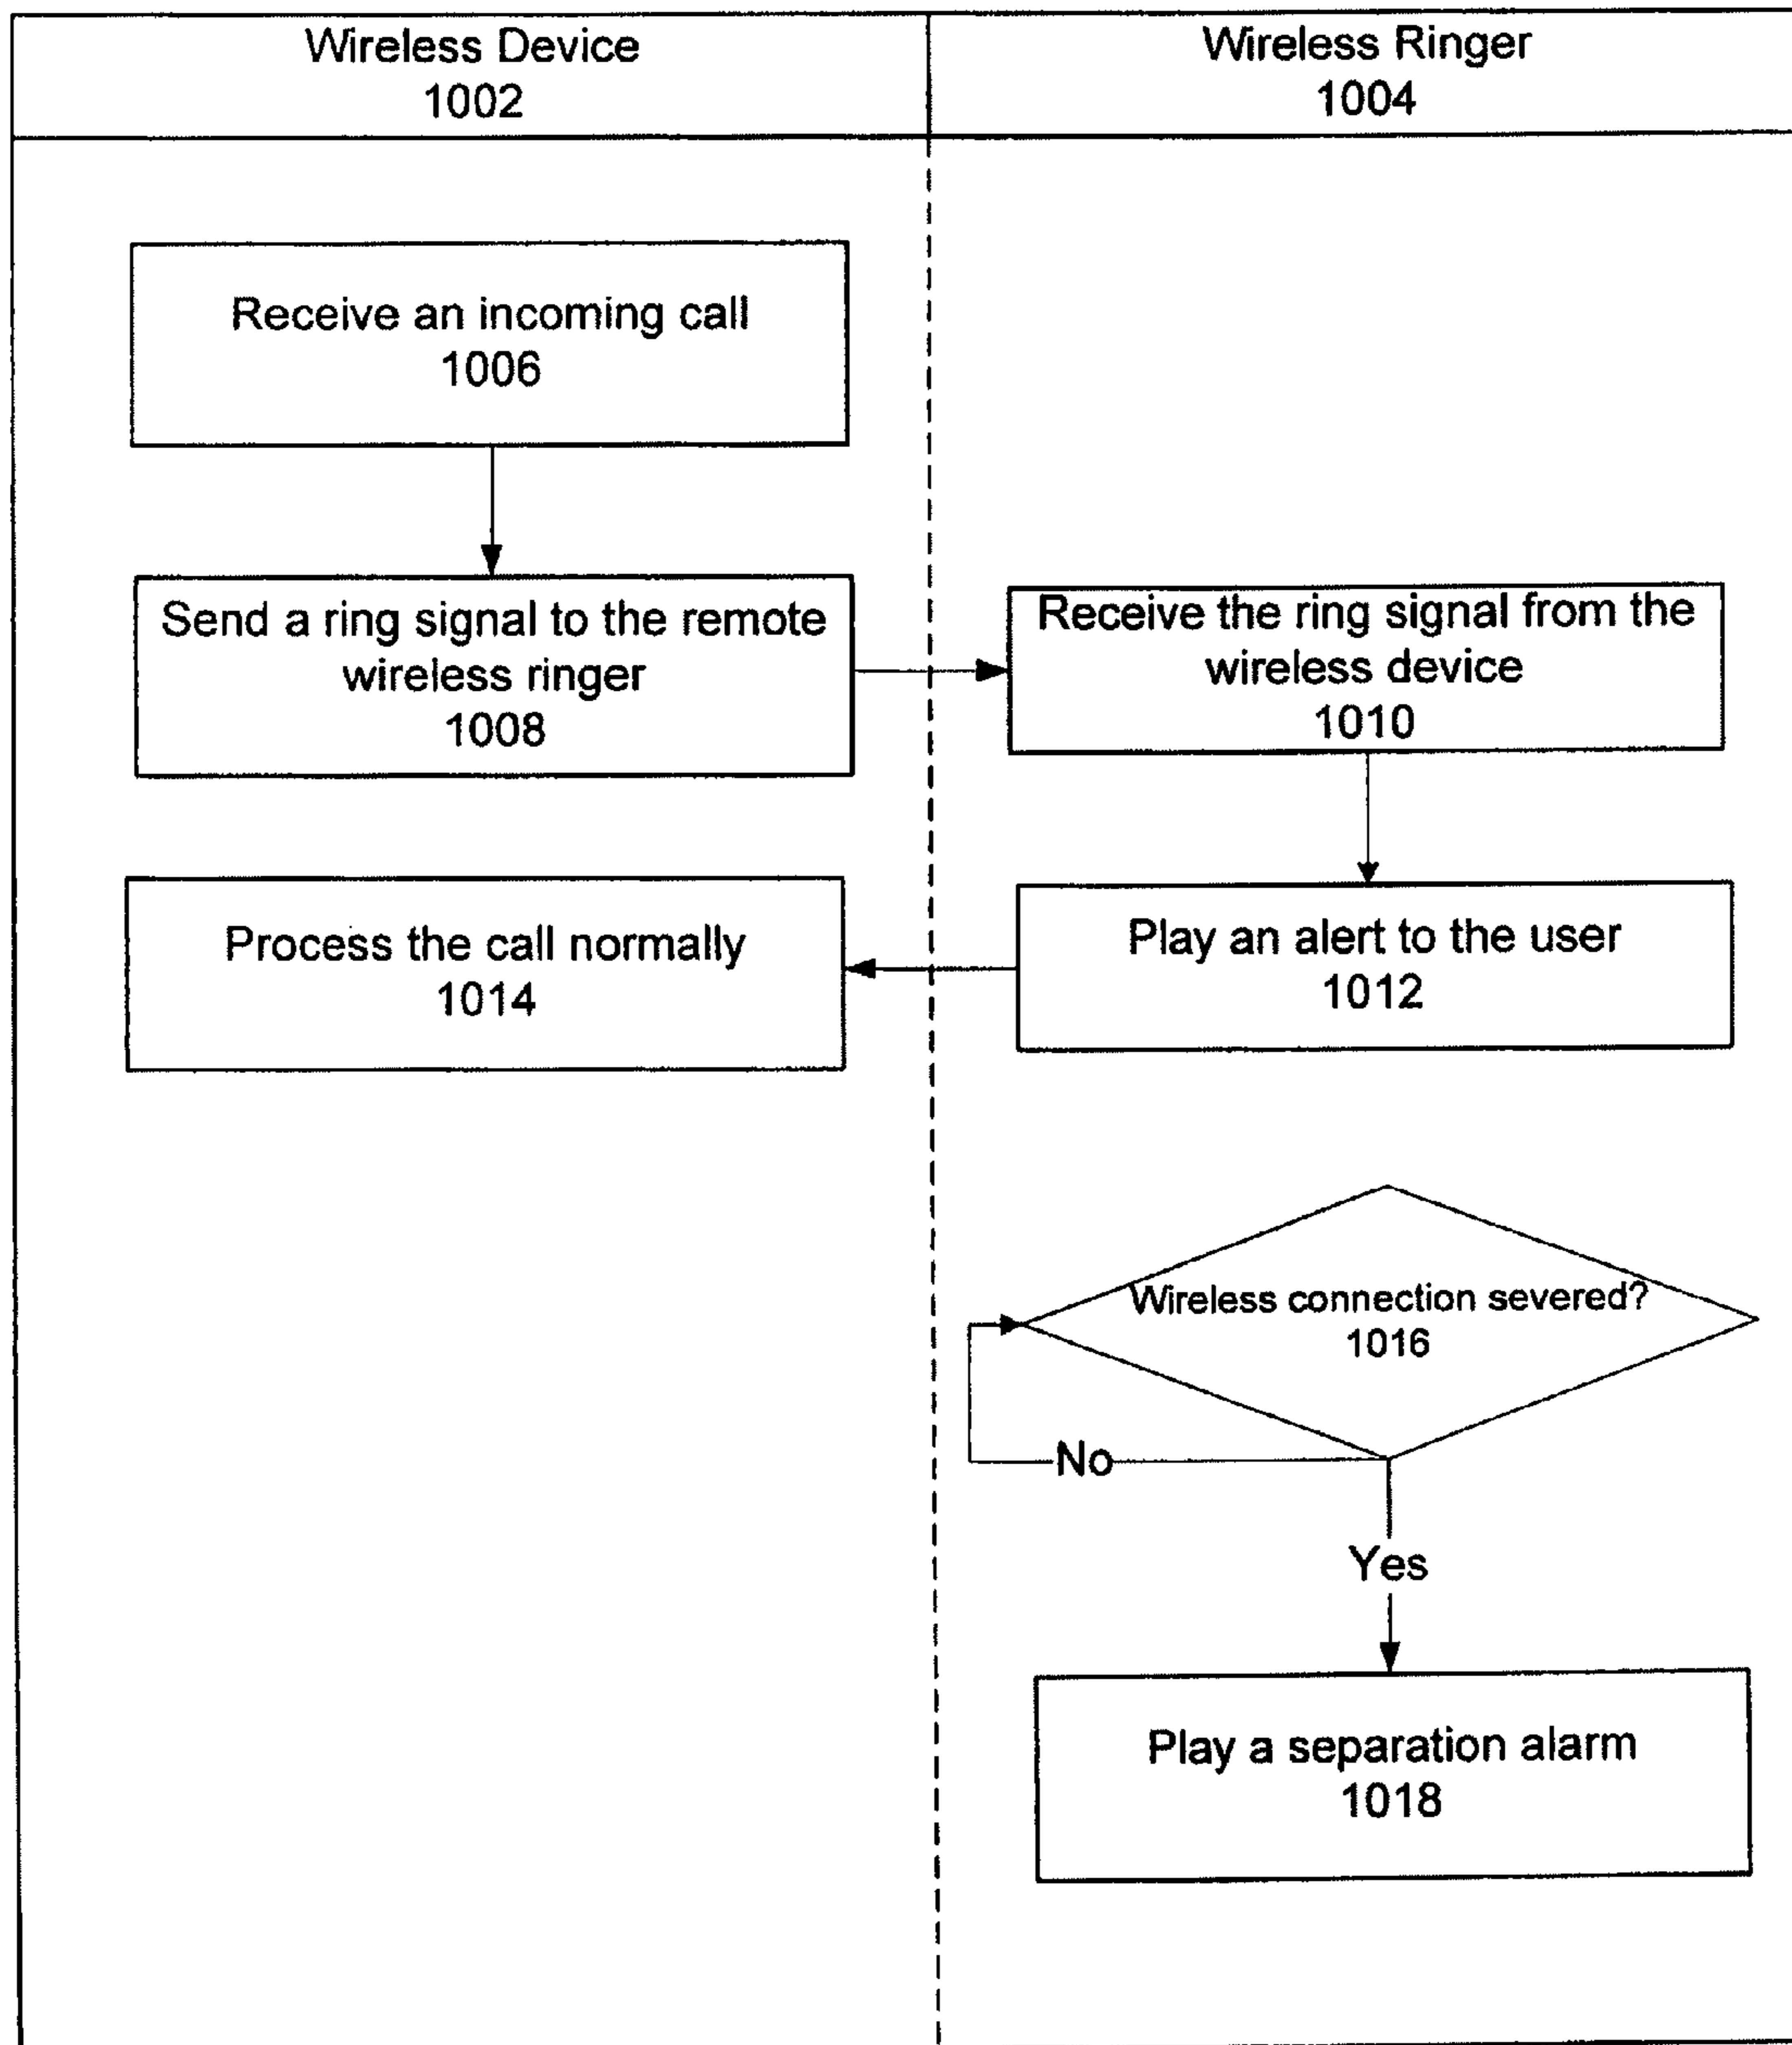 Wireless Device
1002
Wireless Ringer
1004
Receive an incoming call
1006
Send a ring signal to the remote
wireless ringer
1008
Receive the ring signal from the
wireless device
1010
Process the call normally
1014
Play an alert to the user
1012
Wireless connection severed?
1016
No
Yes
Play a separation alarm
1018